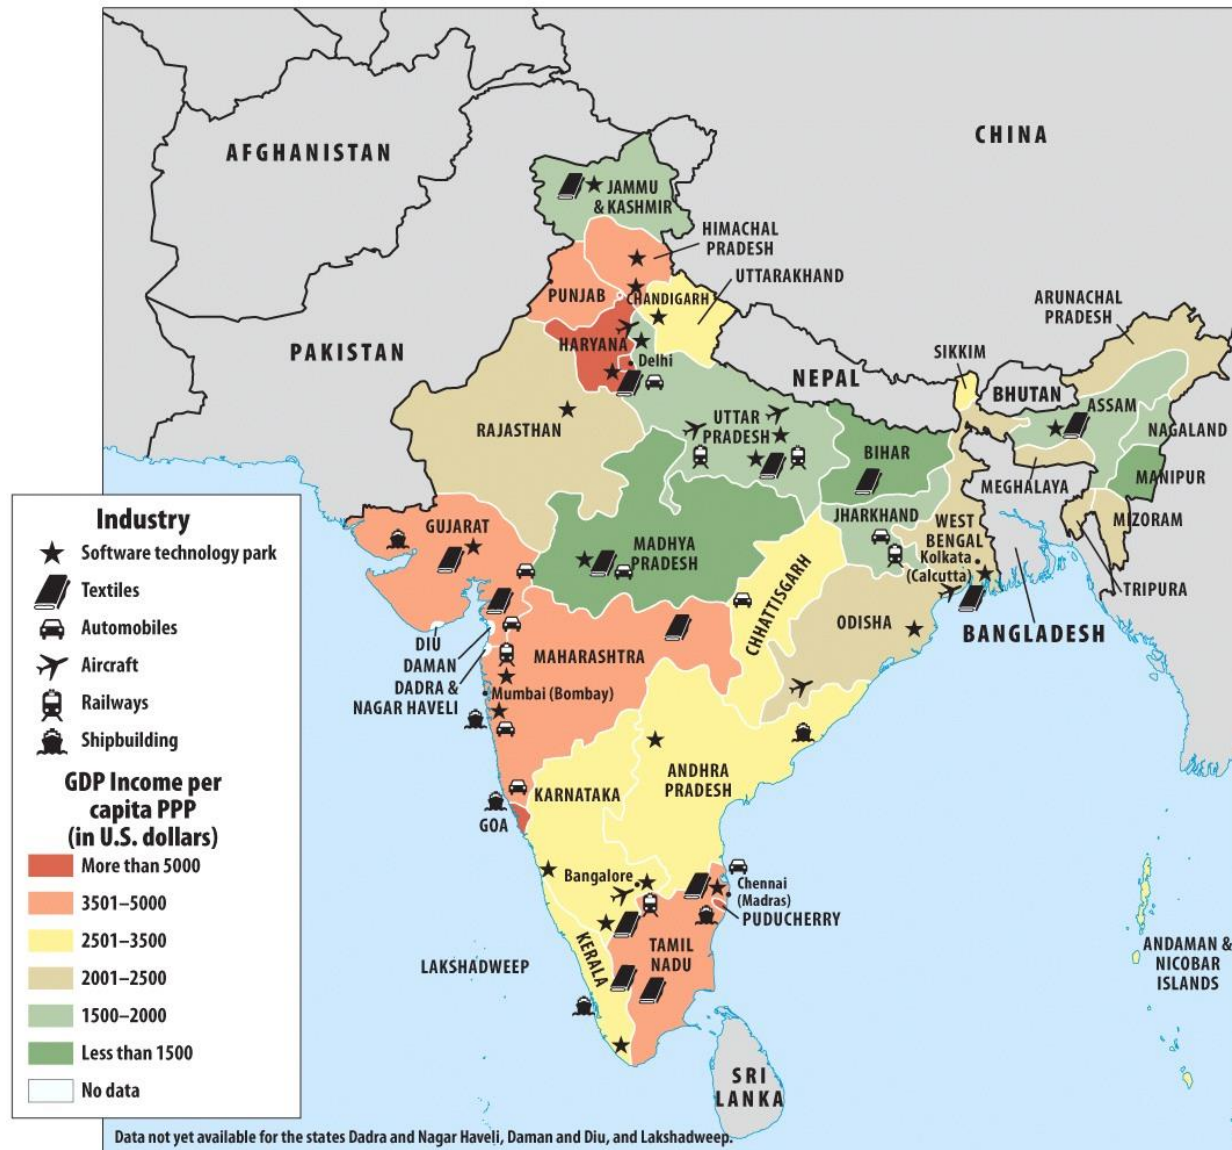 AFGHANISTAN
CHINA
JAMMU
& KASHMIR
HIMACHAL
PRADESH
UTTARAKHAND
PUNJAB
CHANDIGARH
ARUNACHAL
PRADESH
HARYANA
Delhi
PAKISTAN
SIKKIM
NEPAL
BHUTAN
ASSAM
RAJASTHAN
UTTAR
PRADESH
NAGALAND
BIHAR
MEGHALAYA
MANIPUR
GUJARAT
JHARKHAND
WEST
BENGAL
MIZORAM
MADHYA
PRADESH
Kolkata
(Calcutta)
TRIPURA
CHHATTISGARH
ODISHA
BANGLADESH
DIU
DAMAN
DADRA &
NAGAR HAVELI
MAHARASHTRA
Mumbai (Bombay)
ANDHRA
PRADESH
KARNATAKA
GOA
Bangalore
Chennai
(Madras)
PUDUCHERRY
KERALA
TAMIL
NADU
LAKSHADWEEP
ANDAMAN &
NICOBAR
ISLANDS
SRI
LANKA
Industry
Software technology park
Textiles
Automobiles
Aircraft
Railways
Shipbuilding
GDP Income per
capita PPP
(in U.S. dollars)
More than 5000
3501–5000
2501–3500
2001–2500
1500–2000
Less than 1500
No data
Data not yet available for the states Dadra and Nagar Haveli, Daman and Diu, and Lakshadweep.